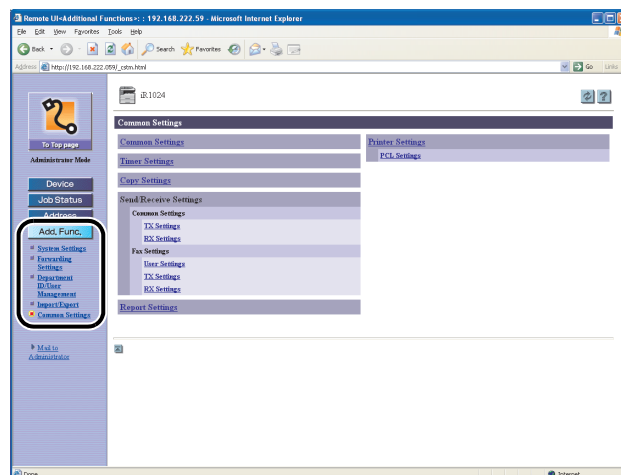 Remote UI<Additional Functions>: : 192.168.222.59 - Microsoft Internet Explorer
File Edit View Favorites Tools Help
Back Search Favorites
Address http://192.168.222.059/_cstm.html Go Links
iR1024
To Top page
Administrator Mode
Device
Job Status
Address
Add. Func.
System Settings
Forwarding
Settings
Department
ID/User
Management
Import/Export
Common Settings
Mail to
Administrator
Common Settings
Common Settings
Timer Settings
Copy Settings
Send/Receive Settings
Common Settings
TX Settings
RX Settings
Fax Settings
User Settings
TX Settings
RX Settings
Report Settings
Printer Settings
PCL Settings
Done Internet